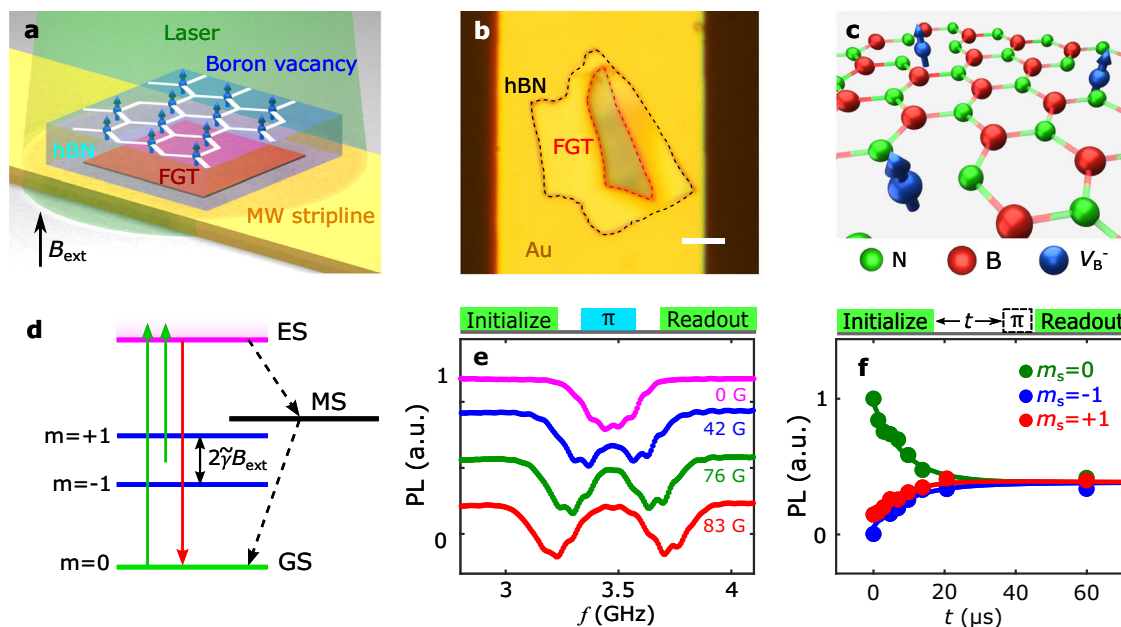 a
Laser
Boron vacancy
hBN
FGT
MW stripline
B_ext
b
hBN
FGT
Au
c
N
B
V_B^-
d
ES
MS
m=+1
2γ̃B_ext
m=-1
m=0
GS
Initialize
π
Readout
e
1
0 G
42 G
76 G
83 G
0
PL (a.u.)
3
3.5
4
f (GHz)
Initialize
t
π
Readout
f
m_s=0
m_s=-1
m_s=+1
1
0
PL (a.u.)
0
20
40
60
t (μs)